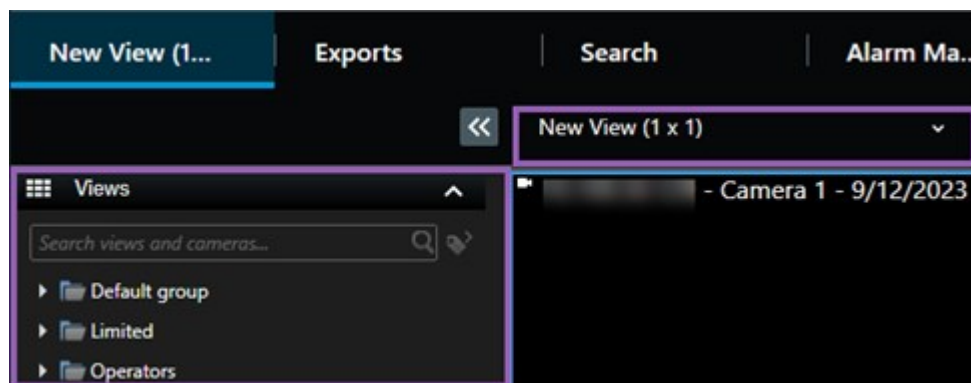 New View (1...
Exports
Search
Alarm Ma...
New View (1 x 1)
Views
- Camera 1 - 9/12/2023
Search views and cameras...
Default group
Limited
Operators